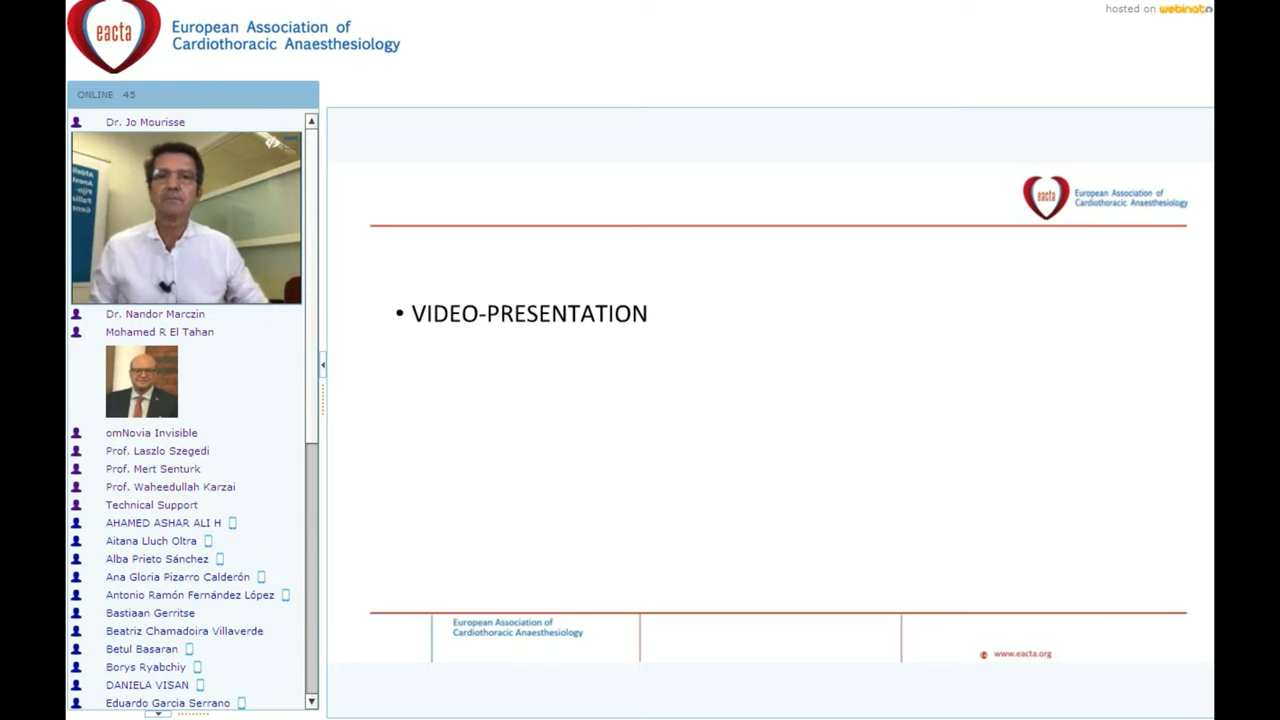 eacta
European Association of
Cardiothoracic Anaesthesiology
hosted on webinato
ONLINE 45
Dr. Jo Mourisse
Dr. Nandor Marczin
Mohamed R El Tahan
omNovia Invisible
Prof. Laszlo Szegedi
Prof. Mert Senturk
Prof. Waheedullah Karzai
Technical Support
AHAMED ASHAR ALI H
Aitana Lluch Oltra
Alba Prieto Sánchez
Ana Gloria Pizarro Calderón
Antonio Ramón Fernández López
Bastiaan Gerritse
Beatriz Chamadoira Villaverde
Betul Basaran
Borys Ryabchiy
DANIELA VISAN
Eduardo Garcia Serrano
eacta
European Association of
Cardiothoracic Anaesthesiology
• VIDEO-PRESENTATION
European Association of
Cardiothoracic Anaesthesiology
www.eacta.org